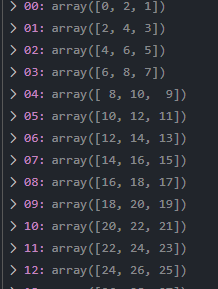 > 00: array([0, 2, 1])
> 01: array([2, 4, 3])
> 02: array([4, 6, 5])
> 03: array([6, 8, 7])
> 04: array([ 8, 10,  9])
> 05: array([10, 12, 11])
> 06: array([12, 14, 13])
> 07: array([14, 16, 15])
> 08: array([16, 18, 17])
> 09: array([18, 20, 19])
> 10: array([20, 22, 21])
> 11: array([22, 24, 23])
> 12: array([24, 26, 25])